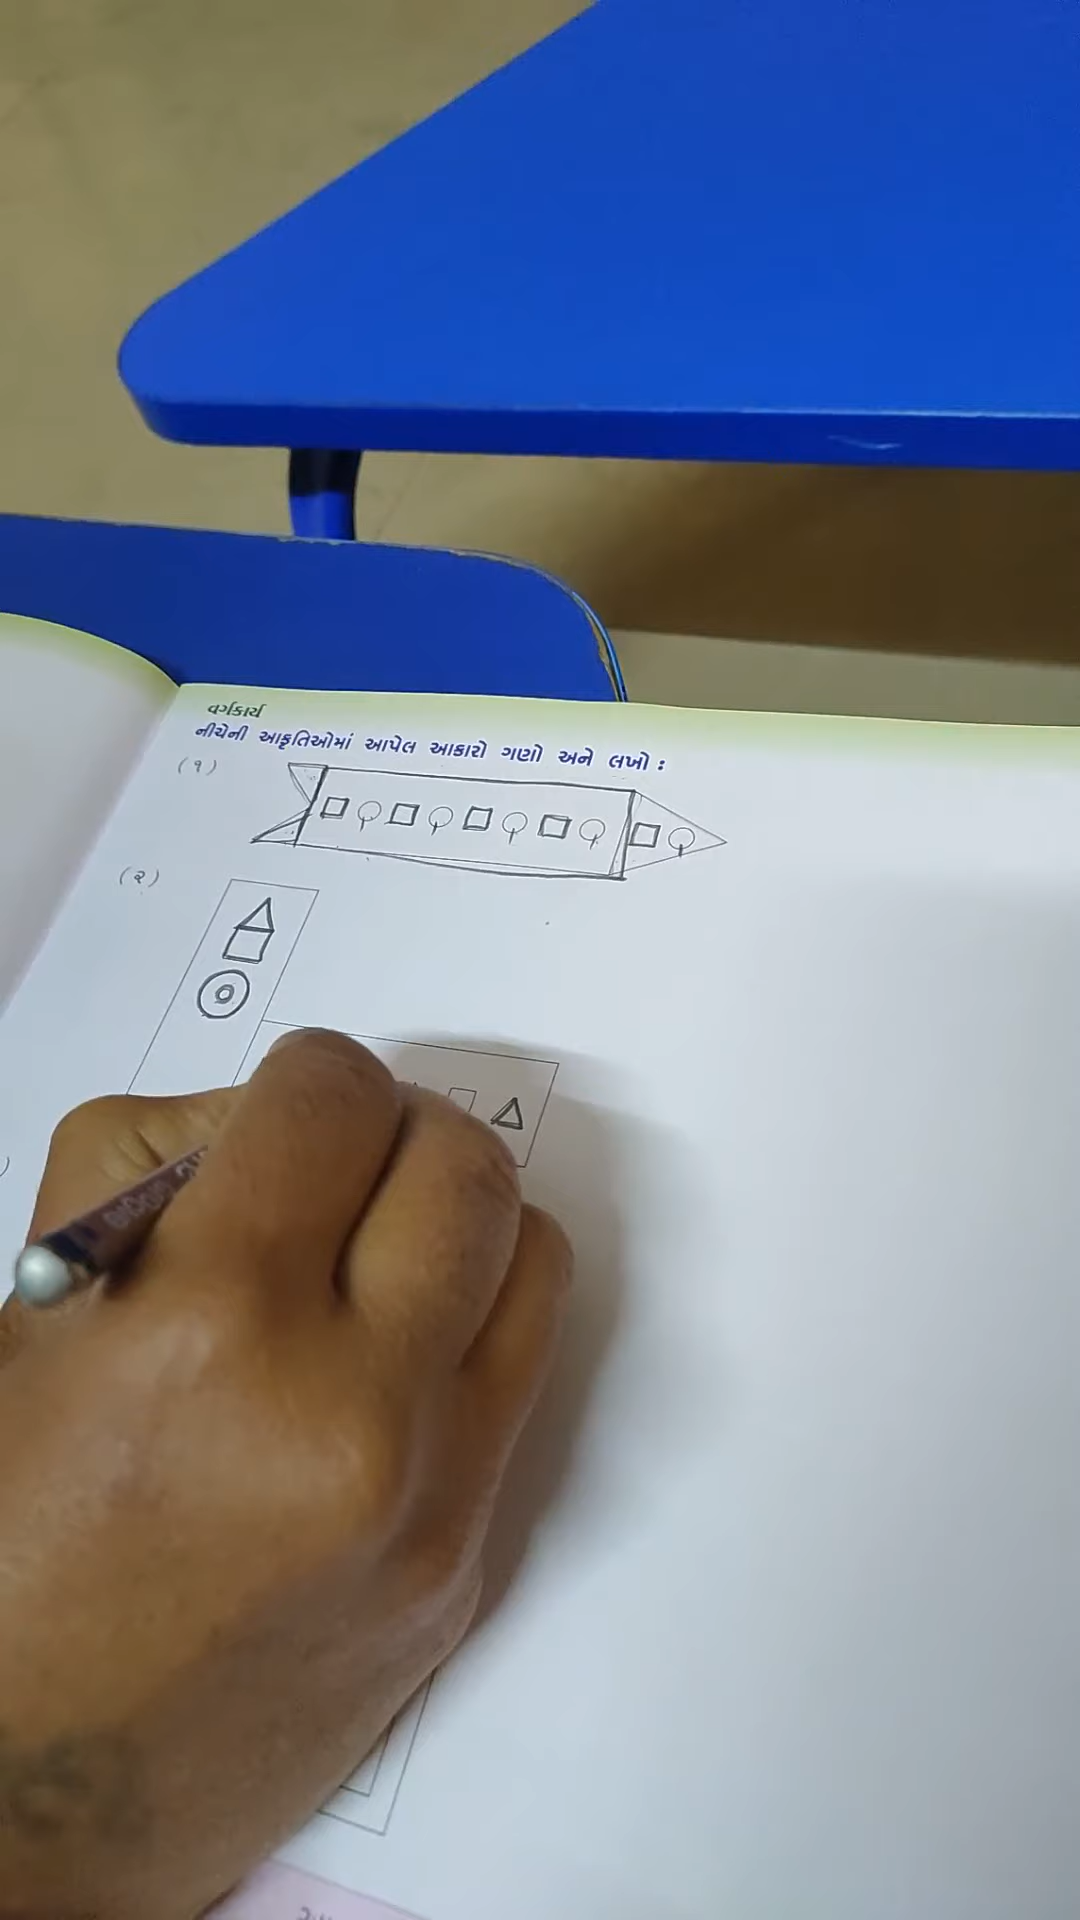 વર્ગકાર્ય
નીચેની આકૃતિઓમાં આપેલ આકારો ગણો અને લખો :
(૧)
(૨)